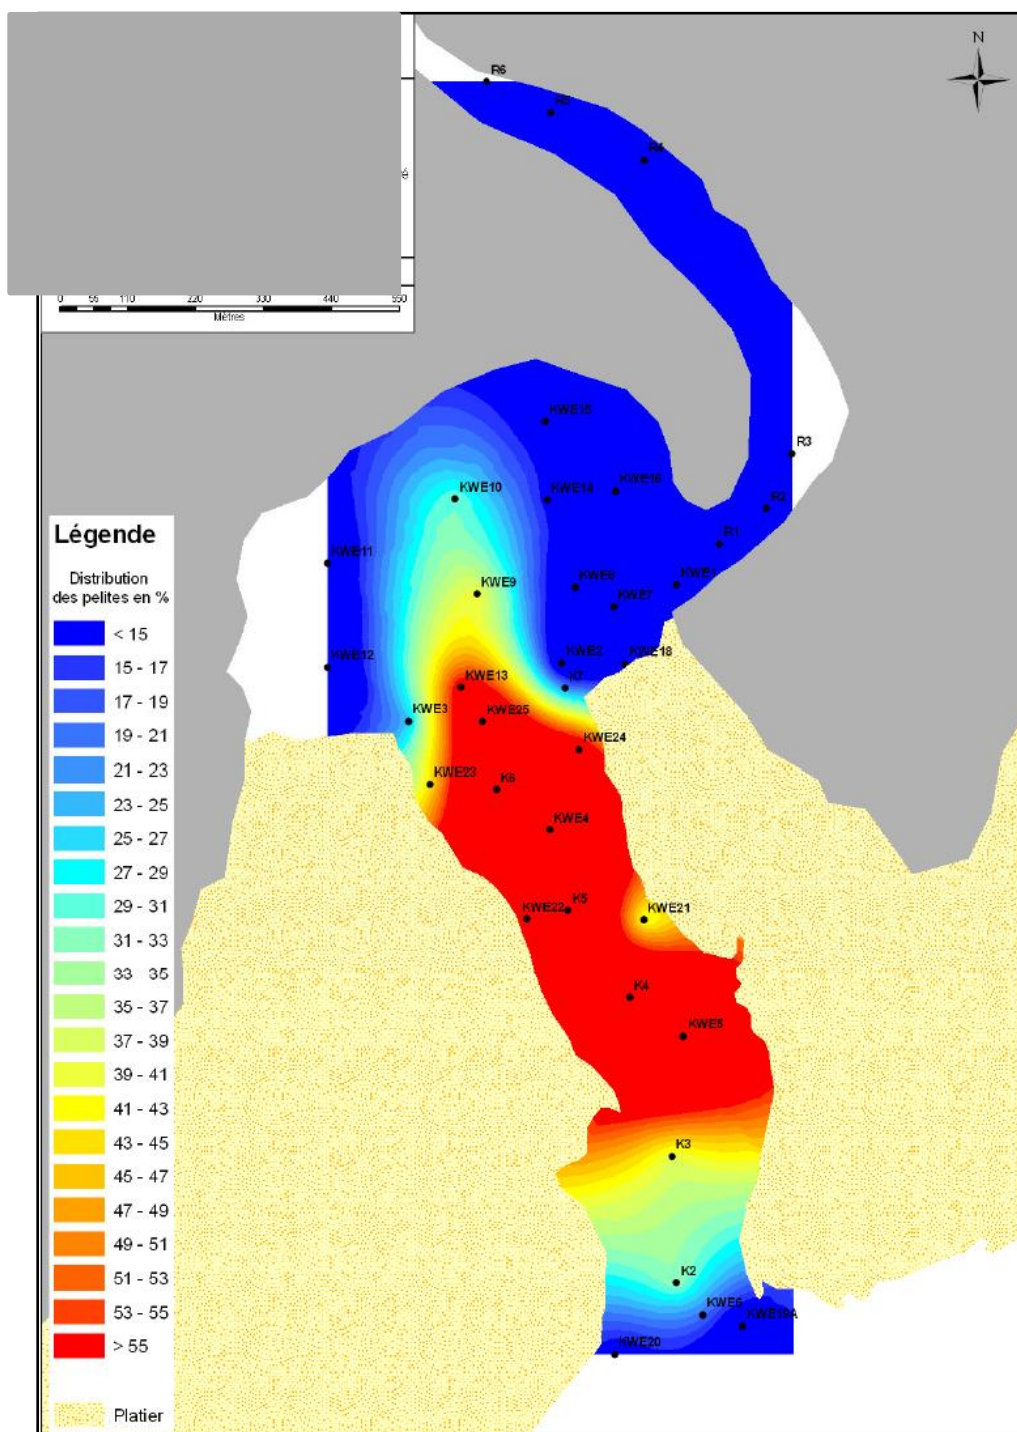 N
R6
R5
R4
é
0 55 110 220 330 440 550
Mètres
KWE15
R3
KWE10
KWE14
KWE16
R2
R1
KWE11
KWE9
KWE8
KWE7
KWE1
KWE12
KWE13
KWE2
KWE18
K7
KWE3
KWE25
KWE24
KWE23
K6
KWE4
KWE22
K5
KWE21
K4
KWE5
K3
K2
KWE6
KWE19A
KWE20
Légende
Distribution
des pelites en %
< 15
15 - 17
17 - 19
19 - 21
21 - 23
23 - 25
25 - 27
27 - 29
29 - 31
31 - 33
33 - 35
35 - 37
37 - 39
39 - 41
41 - 43
43 - 45
45 - 47
47 - 49
49 - 51
51 - 53
53 - 55
> 55
Platier